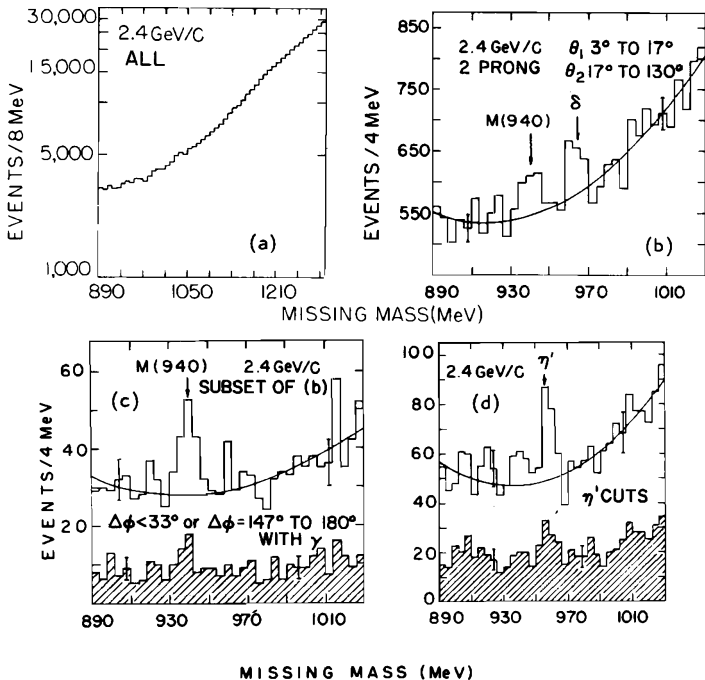 30,000
15,000
5,000
1,000
EVENTS/8 MeV
2.4 GeV/C
ALL
(a)
890
1050
1210
850
750
650
550
EVENTS/4 MeV
2.4 GeV/C θ₁ 3° TO 17°
2 PRONG θ₂ 17° TO 130°
δ
M(940)
(b)
890
930
970
1010
MISSING MASS(MeV)
60
40
20
EVENTS/4 MeV
(c)
M(940) 2.4 GeV/C
SUBSET OF (b)
Δϕ<33° or Δϕ=147° TO 180°
WITH γ
890
930
970
1010
100
80
60
40
20
0
2.4 GeV/C
η'
(d)
η' CUTS
890
930
970
1010
MISSING MASS (MeV)